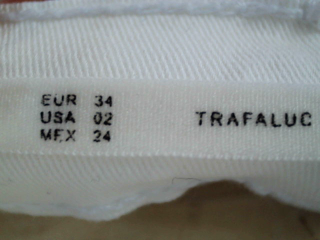 EUR 34
USA 02
MEX 24
TRAFALUC